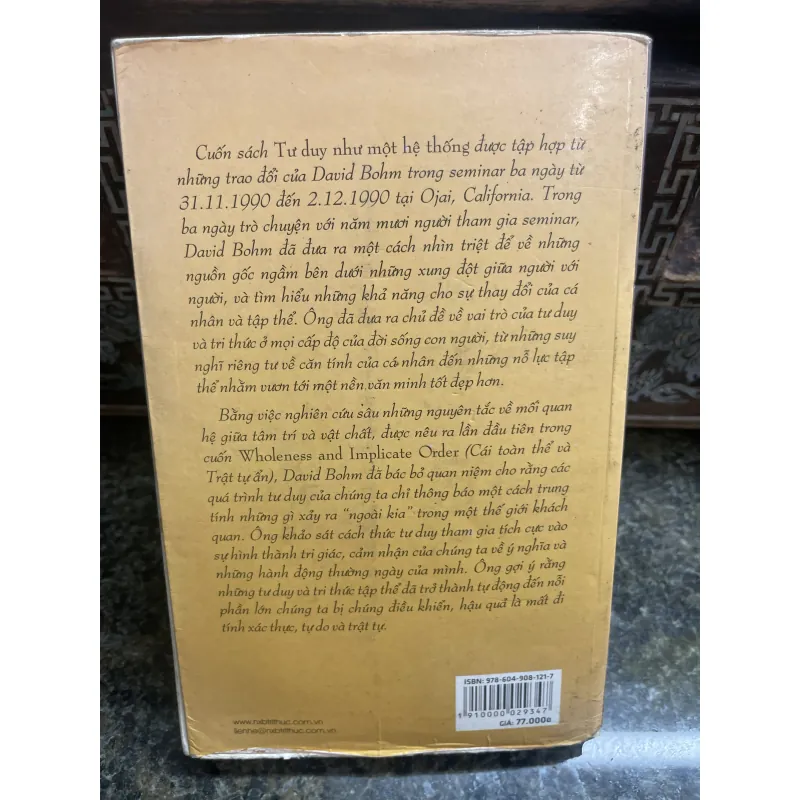 Cuốn sách Tư duy như một hệ thống được tập hợp từ
những trao đổi của David Bohm trong seminar ba ngày từ
31.11.1990 đến 2.12.1990 tại Ojai, California. Trong
ba ngày trò chuyện với năm mươi người tham gia seminar,
David Bohm đã đưa ra một cách nhìn triệt để về những
nguồn gốc ngầm bên dưới những xung đột giữa người với
người, và tìm hiểu những khả năng cho sự thay đổi của cá
nhân và tập thể. Ông đã đưa ra chủ đề về vai trò của tư duy
và tri thức ở mọi cấp độ của đời sống con người, từ những suy
nghĩ riêng tư về căn tính của cá nhân đến những nỗ lực tập
thể nhằm vươn tới một nền văn minh tốt đẹp hơn.
Bằng việc nghiên cứu sâu những nguyên tắc về mối quan
hệ giữa tâm trí và vật chất, được nêu ra lần đầu tiên trong
cuốn Wholeness and Implicate Order (Cái toàn thể và
Trật tự ẩn), David Bohm đã bác bỏ quan niệm cho rằng các
quá trình tư duy của chúng ta chỉ thông báo một cách trung
tính những gì xảy ra "ngoài kia" trong một thế giới khách
quan. Ông khảo sát cách thức tư duy tham gia tích cực vào
sự hình thành tri giác, cảm nhận của chúng ta về ý nghĩa và
những hành động thường ngày của mình. Ông gợi ý rằng
những tư duy và tri thức tập thể đã trở thành tự động đến nỗi
phần lớn chúng ta bị chúng điều khiển, hậu quả là mất đi
tính xác thực, tự do và trật tự.
ISBN: 978-604-908-121-7
1 910000 029347
GIÁ: 77.000đ
www.nxbtrithuc.com.vn
lienhe@nxbtrithuc.com.vn